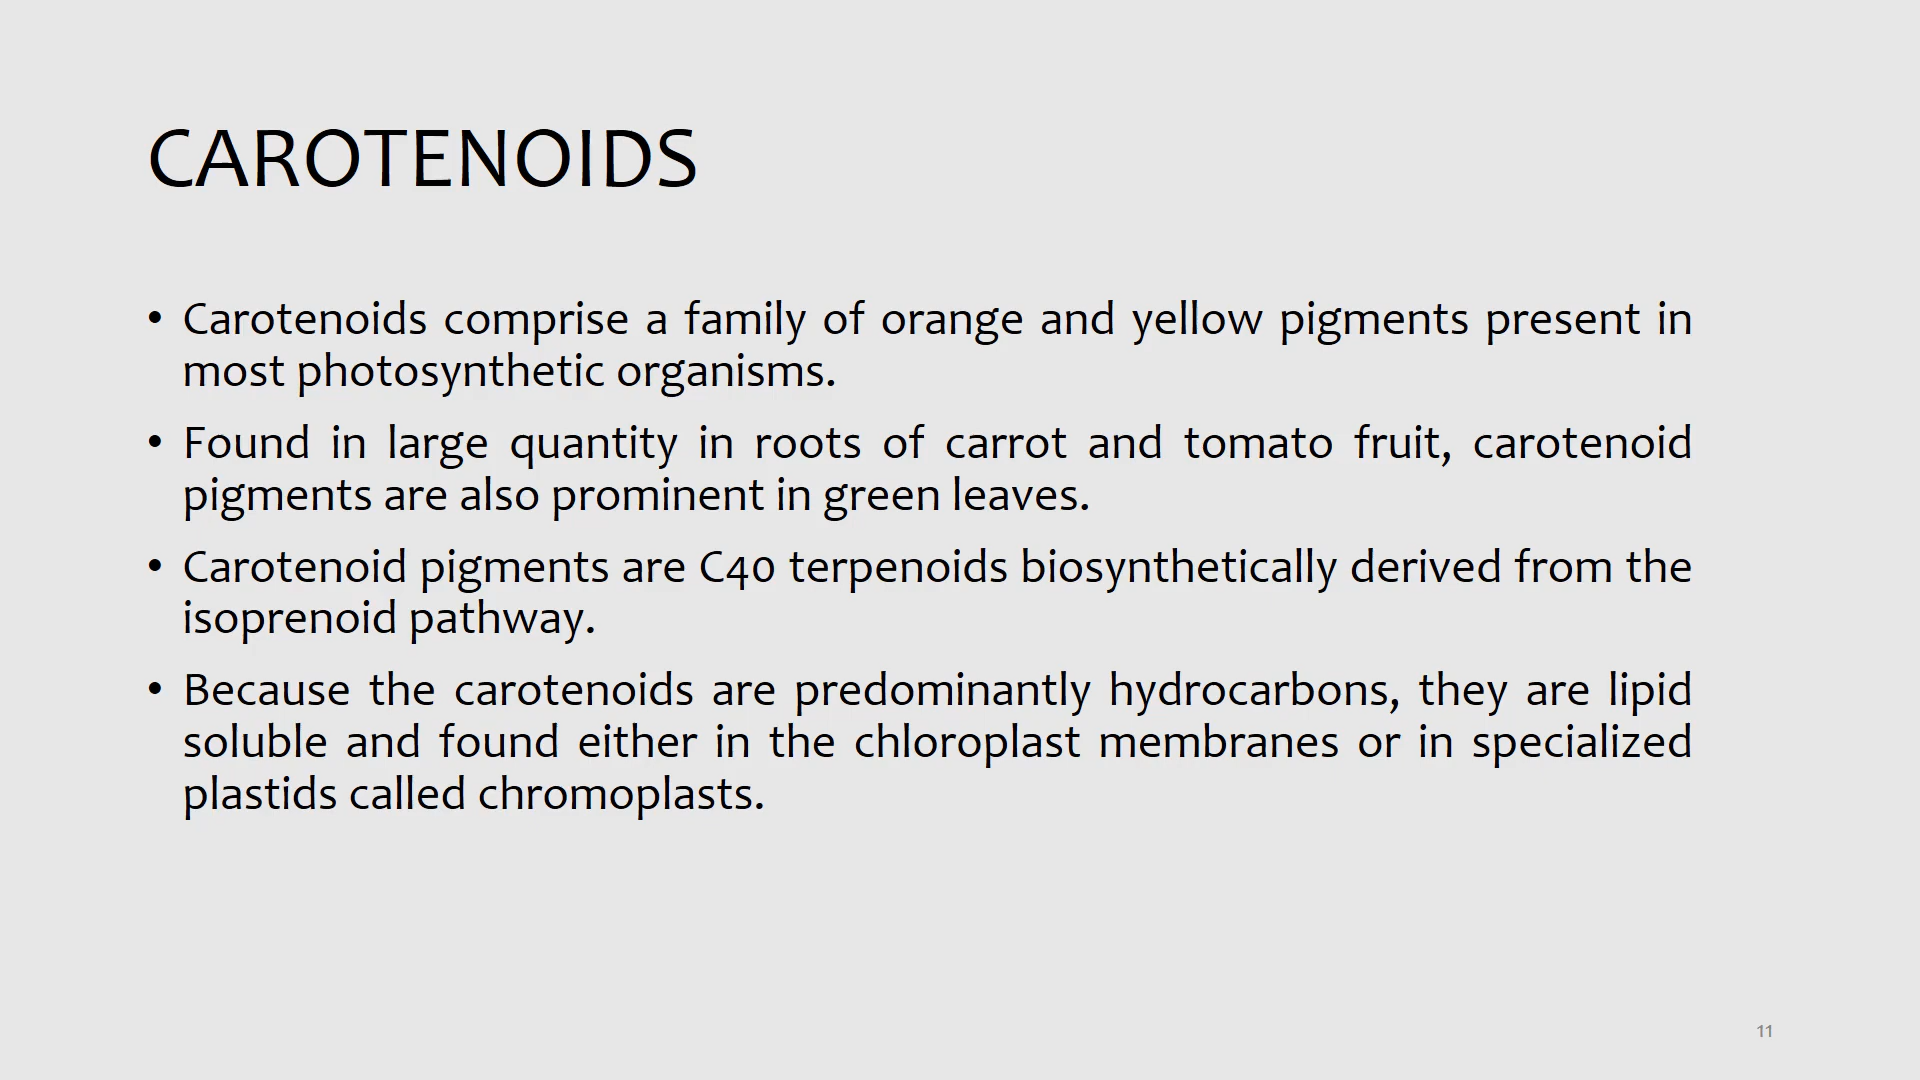 CAROTENOIDS
• Carotenoids comprise a family of orange and yellow pigments present in
most photosynthetic organisms.
• Found in large quantity in roots of carrot and tomato fruit, carotenoid
pigments are also prominent in green leaves.
• Carotenoid pigments are C40 terpenoids biosynthetically derived from the
isoprenoid pathway.
• Because the carotenoids are predominantly hydrocarbons, they are lipid
soluble and found either in the chloroplast membranes or in specialized
plastids called chromoplasts.
11